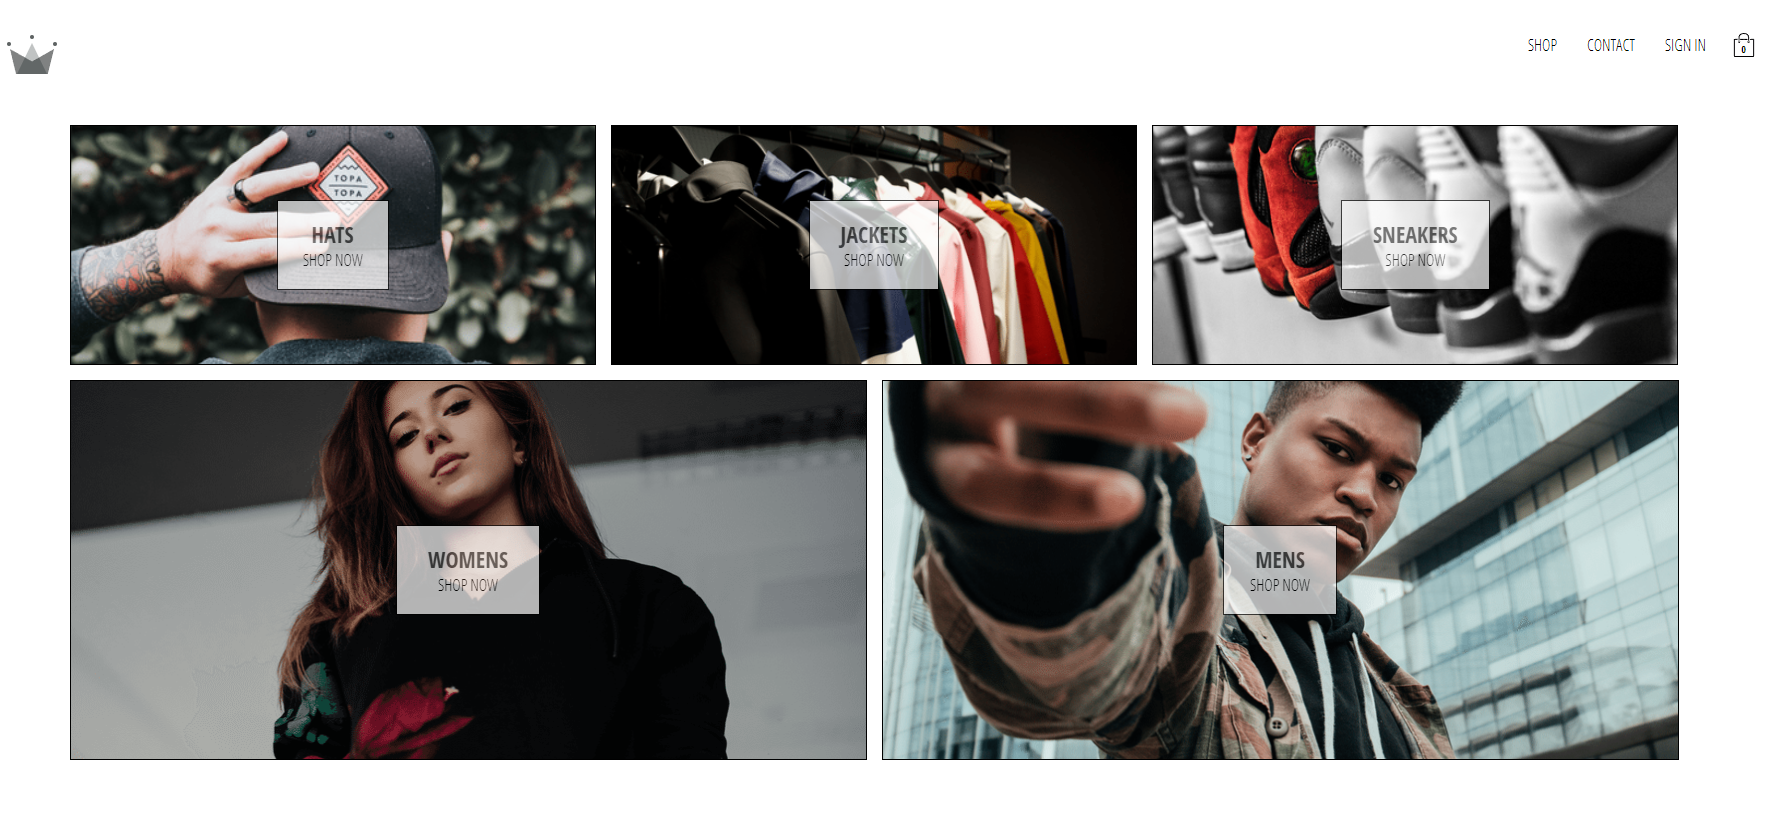 SHOP CONTACT SIGN IN 0
TOPA
TOPA
HATS
SHOP NOW
JACKETS
SHOP NOW
SNEAKERS
SHOP NOW
WOMENS
SHOP NOW
MENS
SHOP NOW